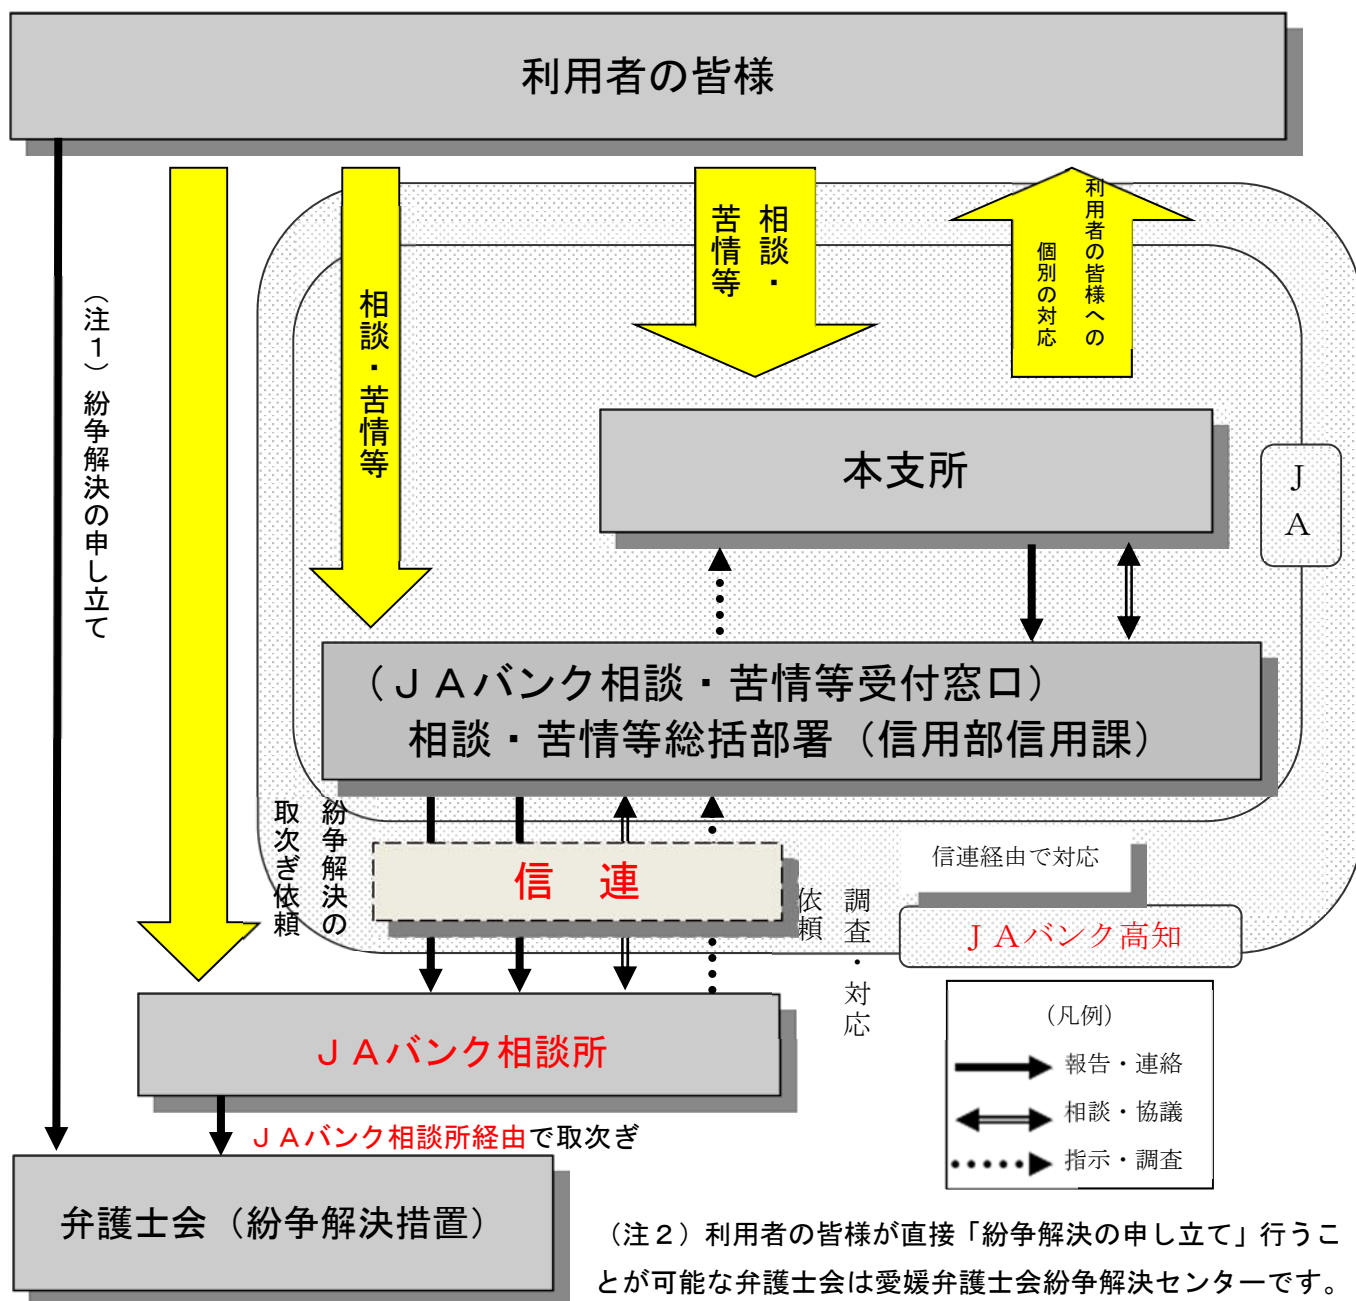 利用者の皆様
(注1)紛争解決の申し立て
相談・苦情等
相談・
苦情等
利用者の皆様への
個別の対応
本支所
JA
(JAバンク相談・苦情等受付窓口)
相談・苦情等総括部署(信用部信用課)
紛争解決の
取次ぎ依頼
信 連
調査・対応
依頼
信連経由で対応
JAバンク高知
JAバンク相談所
(凡例)
報告・連絡
相談・協議
指示・調査
JAバンク相談所経由で取次ぎ
弁護士会(紛争解決措置)
(注2)利用者の皆様が直接「紛争解決の申し立て」行うこ
とが可能な弁護士会は愛媛弁護士会紛争解決センターです。